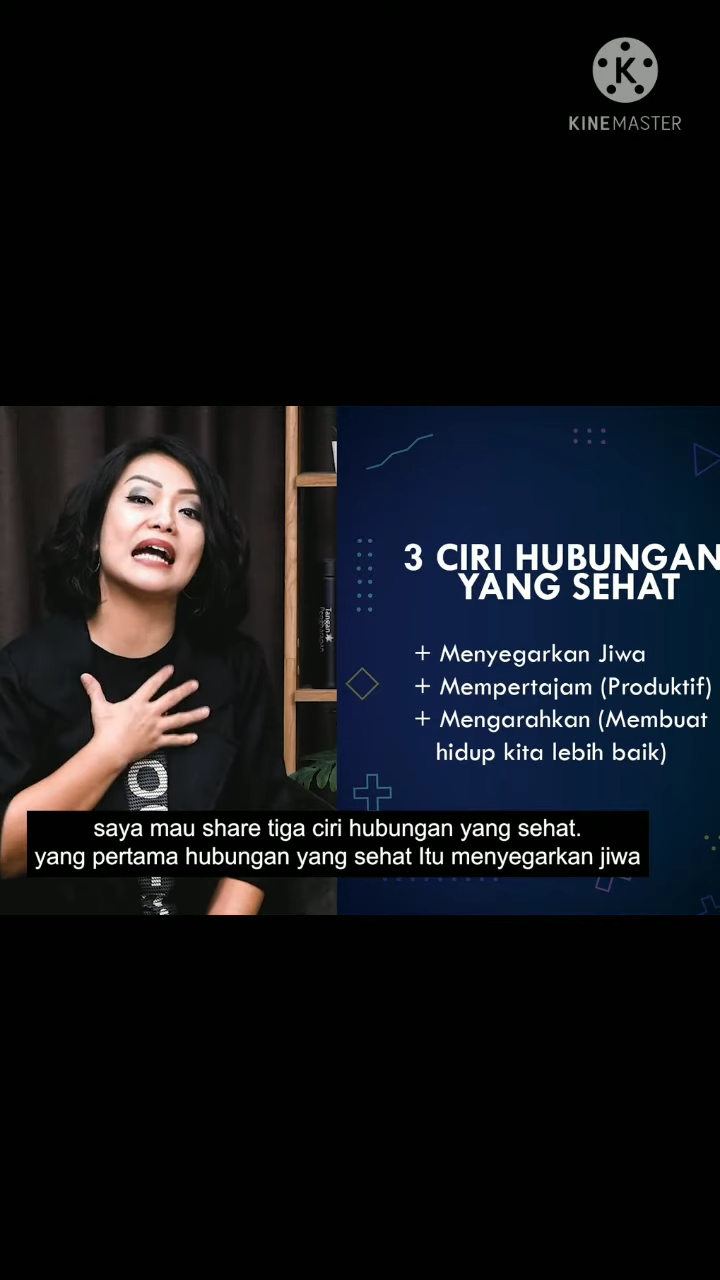 KINEMASTER
3 CIRI HUBUNGAN
YANG SEHAT
+ Menyegarkan Jiwa
+ Mempertajam (Produktif)
+ Mengarahkan (Membuat
hidup kita lebih baik)
Tangan
saya mau share tiga ciri hubungan yang sehat.
yang pertama hubungan yang sehat Itu menyegarkan jiwa